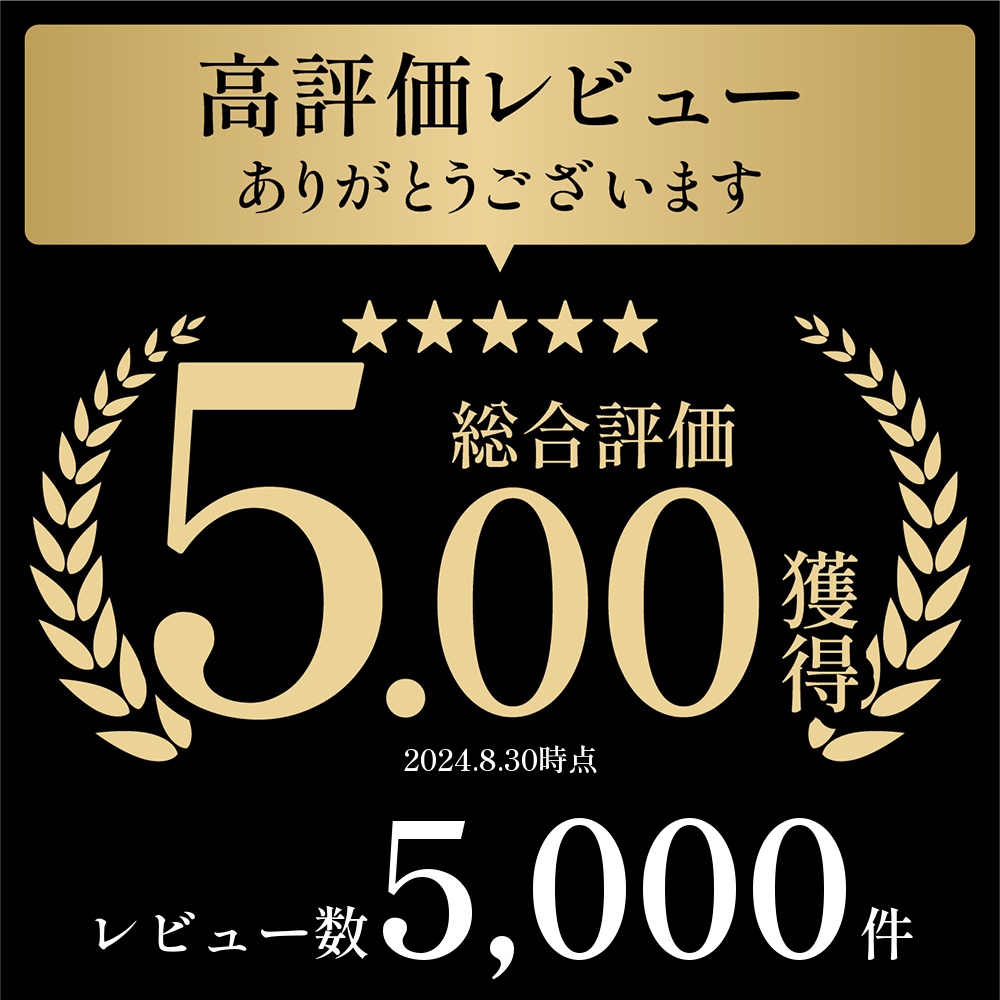 高評価レビュー
ありがとうございます
総合評価
5.00
獲得
2024.8.30時点
レビュー数5,000件